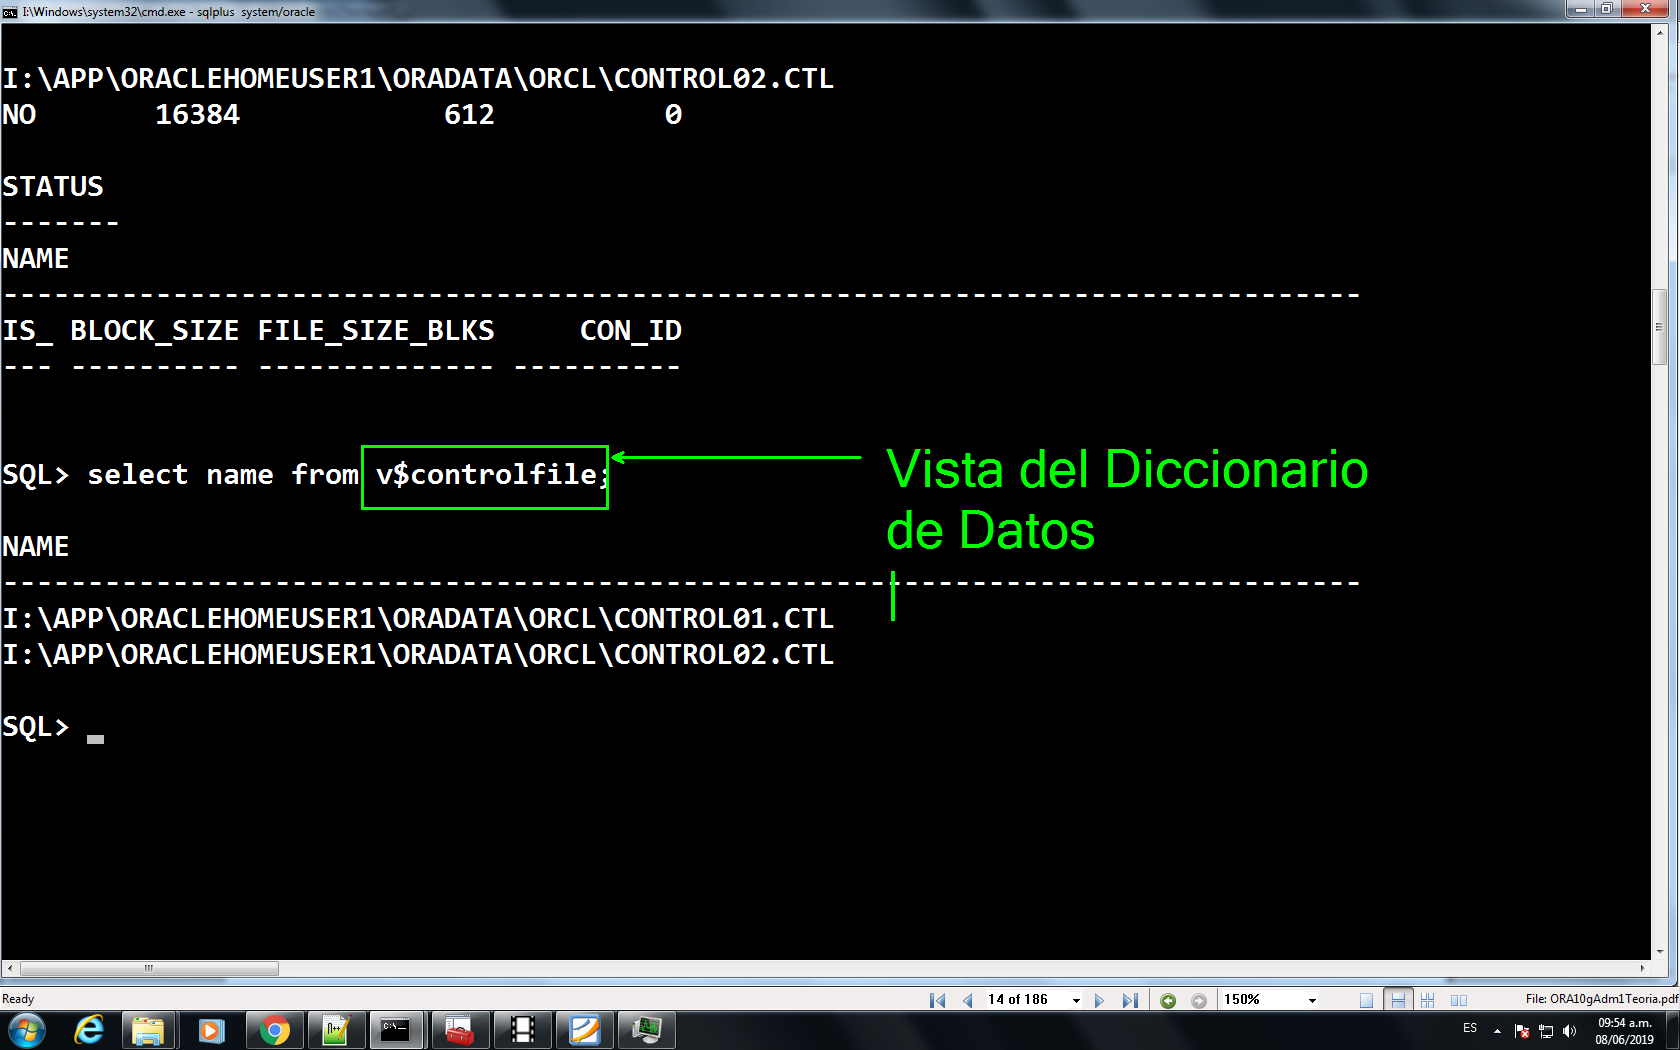 I:\Windows\system32\cmd.exe - sqlplus  system/oracle
I:\APP\ORACLEHOMEUSER1\ORADATA\ORCL\CONTROL02.CTL
NO       16384            612          0
STATUS
-------
NAME
--------------------------------------------------------------------------------
IS_ BLOCK_SIZE FILE_SIZE_BLKS     CON_ID
--- ---------- -------------- ----------
SQL> select name from v$controlfile;
Vista del Diccionario
de Datos
NAME
--------------------------------------------------------------------------------
I:\APP\ORACLEHOMEUSER1\ORADATA\ORCL\CONTROL01.CTL
I:\APP\ORACLEHOMEUSER1\ORADATA\ORCL\CONTROL02.CTL
SQL> _
Ready
14 of 186
150%
File: ORA10gAdm1Teoria.pdf
ES
09:54 a.m.
08/06/2019